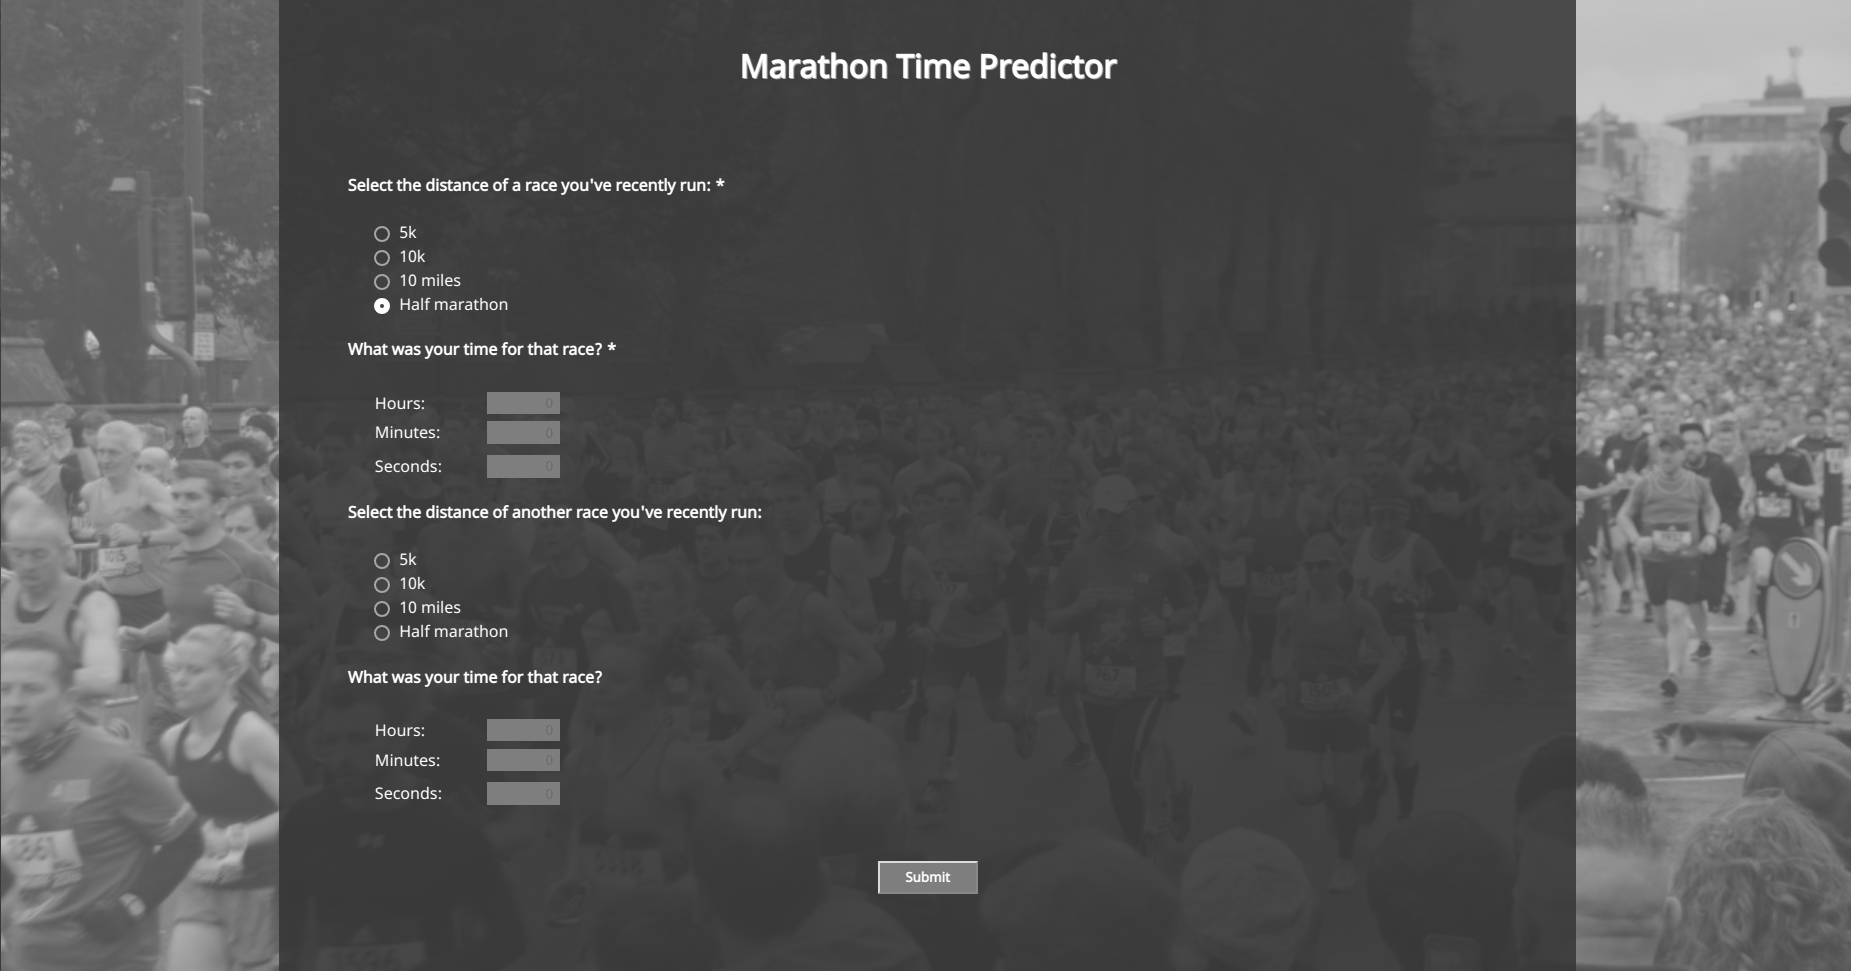 Marathon Time Predictor
Select the distance of a race you've recently run: *
5k
10k
10 miles
Half marathon
What was your time for that race? *
Hours: 0
Minutes: 0
Seconds: 0
Select the distance of another race you've recently run:
5k
10k
10 miles
Half marathon
What was your time for that race?
Hours: 0
Minutes: 0
Seconds: 0
Submit